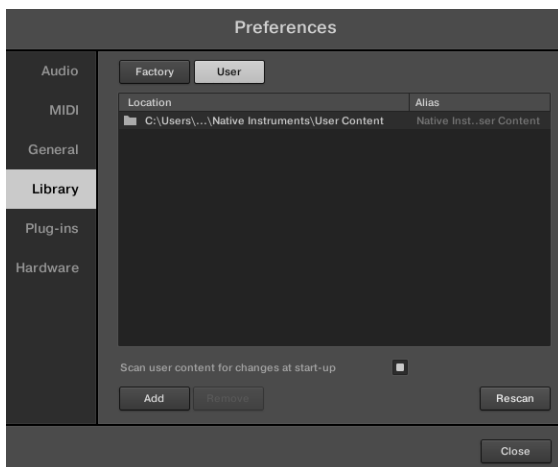 Preferences
Audio
MIDI
General
Library
Plug-ins
Hardware
Factory User
Location Alias
C:\Users\...\Native Instruments\User Content Native Inst..ser Content
Scan user content for changes at start-up
Add Remove Rescan
Close